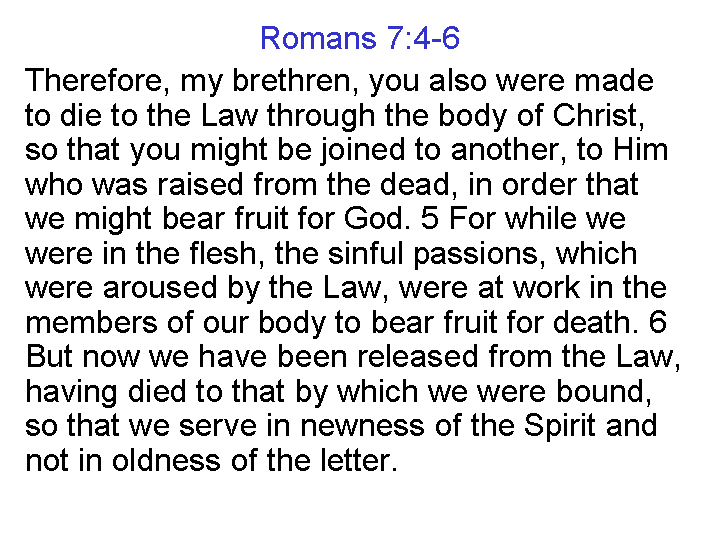 Romans 7:4-6
Therefore, my brethren, you also were made
to die to the Law through the body of Christ,
so that you might be joined to another, to Him
who was raised from the dead, in order that
we might bear fruit for God. 5 For while we
were in the flesh, the sinful passions, which
were aroused by the Law, were at work in the
members of our body to bear fruit for death. 6
But now we have been released from the Law,
having died to that by which we were bound,
so that we serve in newness of the Spirit and
not in oldness of the letter.